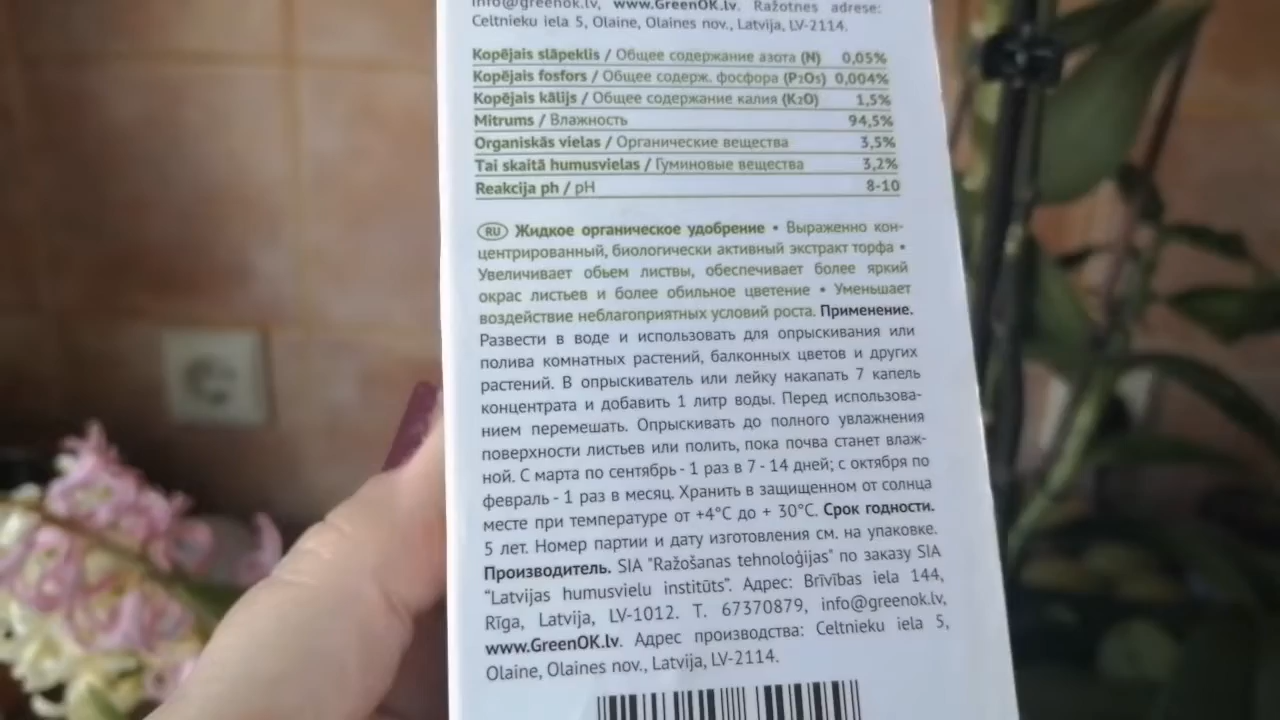 info@greenok.lv, www.GreenOK.lv. Ražotnes adrese:
Celtnieku iela 5, Olaine, Olaines nov., Latvija, LV-2114.
Kopējais slāpeklis / Общее содержание азота (N) 0,05%
Kopējais fosfors / Общее содерж. фосфора (P₂O₅) 0,004%
Kopējais kālijs / Общее содержание калия (K₂O) 1,5%
Mitrums / Влажность 94,5%
Organiskās vielas / Органические вещества 3,5%
Tai skaitā humusvielas / Гуминовые вещества 3,2%
Reakcija ph / pH 8-10
RU Жидкое органическое удобрение • Выраженно кон-
центрированный, биологически активный экстракт торфа •
Увеличивает обьем листвы, обеспечивает более яркий
окрас листьев и более обильное цветение • Уменьшает
воздействие неблагоприятных условий роста. Применение.
Развести в воде и использовать для опрыскивания или
полива комнатных растений, балконных цветов и других
растений. В опрыскиватель или лейку накапать 7 капель
концентрата и добавить 1 литр воды. Перед использова-
нием перемешать. Опрыскивать до полного увлажнения
поверхности листьев или полить, пока почва станет влаж-
ной. С марта по сентябрь - 1 раз в 7 - 14 дней; с октября по
февраль - 1 раз в месяц. Хранить в защищенном от солнца
месте при температуре от +4°C до + 30°C. Срок годности.
5 лет. Номер партии и дату изготовления см. на упаковке.
Производитель. SIA "Ražošanas tehnoloģijas" по заказу SIA
"Latvijas humusvielu institūts". Адрес: Brīvības iela 144,
Rīga, Latvija, LV-1012. Т. 67370879, info@greenok.lv,
www.GreenOK.lv. Адрес производства: Celtnieku iela 5,
Olaine, Olaines nov., Latvija, LV-2114.